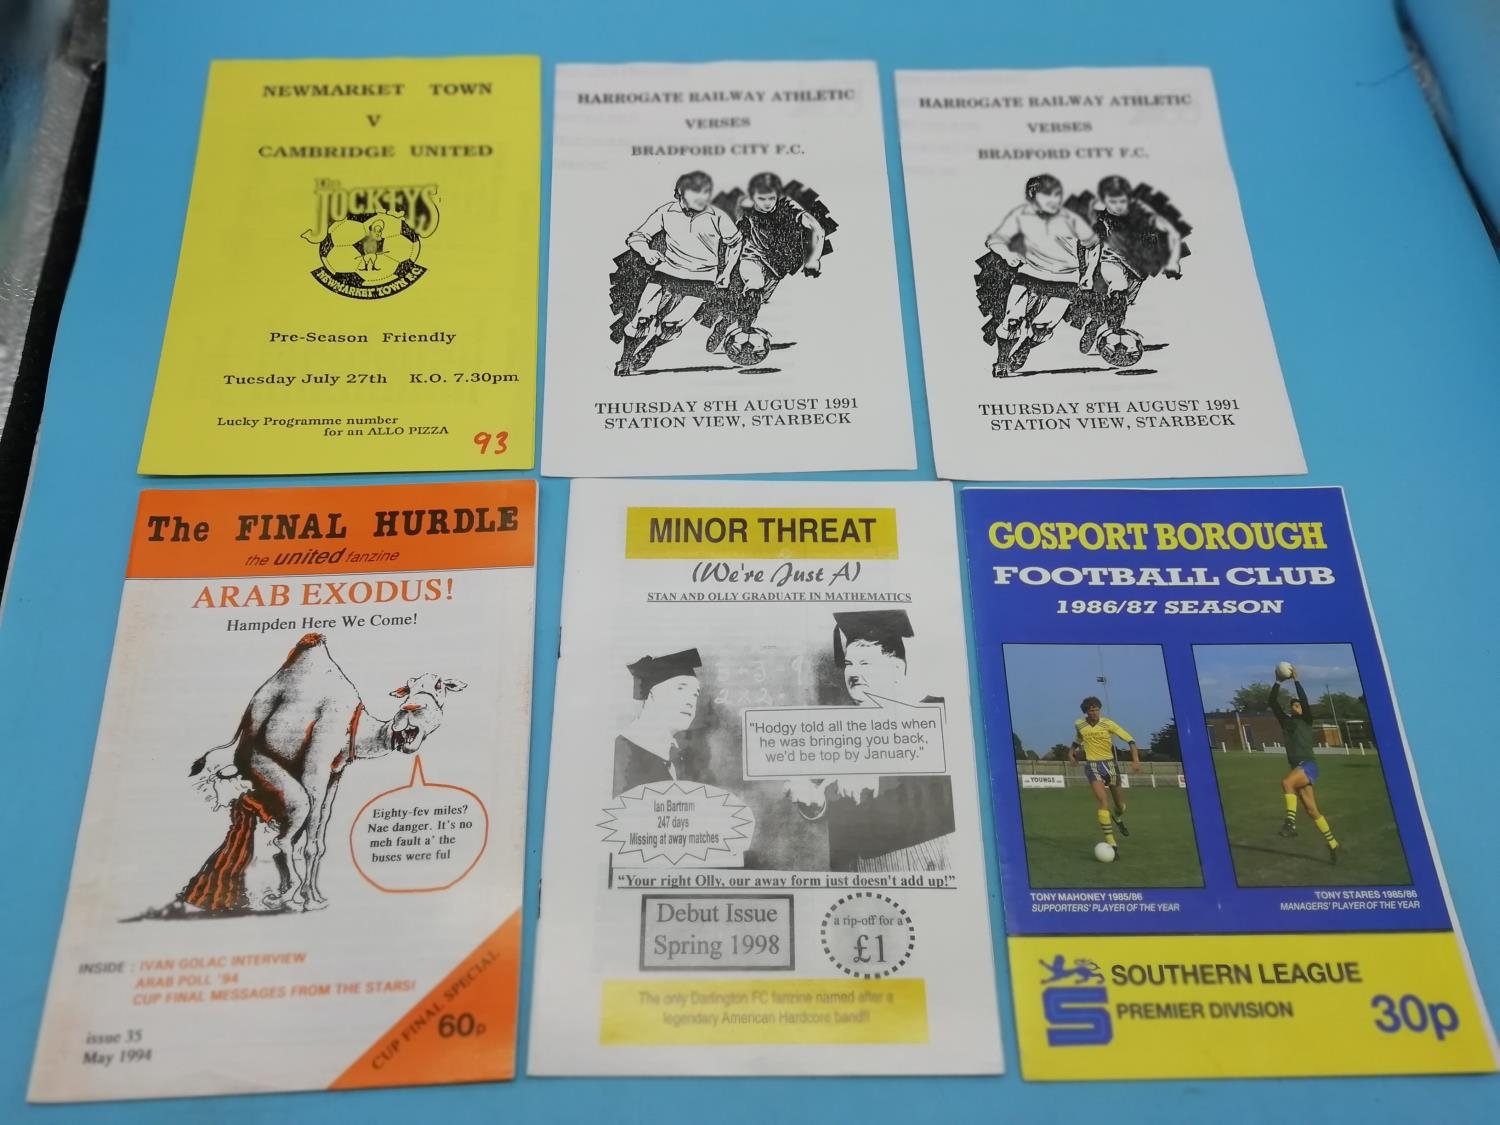 NEWMARKET TOWN
V
CAMBRIDGE UNITED
The
JOCKEYS
NEWMARKET TOWN F.C.
Pre-Season Friendly
Tuesday July 27th K.O. 7.30pm
Lucky Programme number
for an ALLO PIZZA
93
HARROGATE RAILWAY ATHLETIC
VERSES
BRADFORD CITY F.C.
THURSDAY 8TH AUGUST 1991
STATION VIEW, STARBECK
HARROGATE RAILWAY ATHLETIC
VERSES
BRADFORD CITY F.C.
THURSDAY 8TH AUGUST 1991
STATION VIEW, STARBECK
The FINAL HURDLE
the united fanzine
ARAB EXODUS!
Hampden Here We Come!
Eighty-fev miles?
Nae danger. It's no
meh fault a' the
buses were ful
INSIDE : IVAN GOLAC INTERVIEW
ARAB POLL '94
CUP FINAL MESSAGES FROM THE STARS!
issue 35
May 1994
CUP FINAL SPECIAL
60p
MINOR THREAT
(We're Just A)
STAN AND OLLY GRADUATE IN MATHEMATICS
"Hodgy told all the lads when
he was bringing you back,
we'd be top by January."
Ian Bartram
247 days
Missing at away matches
"Your right Olly, our away form just doesn't add up!"
Debut Issue
Spring 1998
a rip-off for a
£1
The only Darlington FC fanzine named after a
legendary American Hardcore band!!
GOSPORT BOROUGH
FOOTBALL CLUB
1986/87 SEASON
YOUNGS
TONY MAHONEY 1985/86
SUPPORTERS' PLAYER OF THE YEAR
TONY STARES 1985/86
MANAGERS' PLAYER OF THE YEAR
SOUTHERN LEAGUE
PREMIER DIVISION
30p